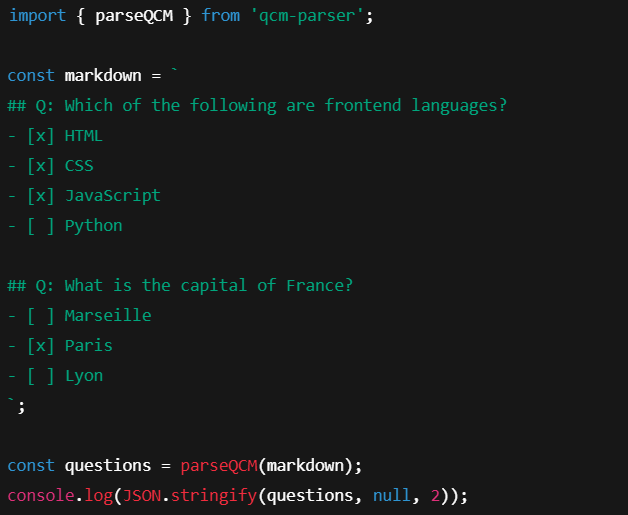 import { parseQCM } from 'qcm-parser';
const markdown = `
## Q: Which of the following are frontend languages?
- [x] HTML
- [x] CSS
- [x] JavaScript
- [ ] Python
## Q: What is the capital of France?
- [ ] Marseille
- [x] Paris
- [ ] Lyon
`;
const questions = parseQCM(markdown);
console.log(JSON.stringify(questions, null, 2));